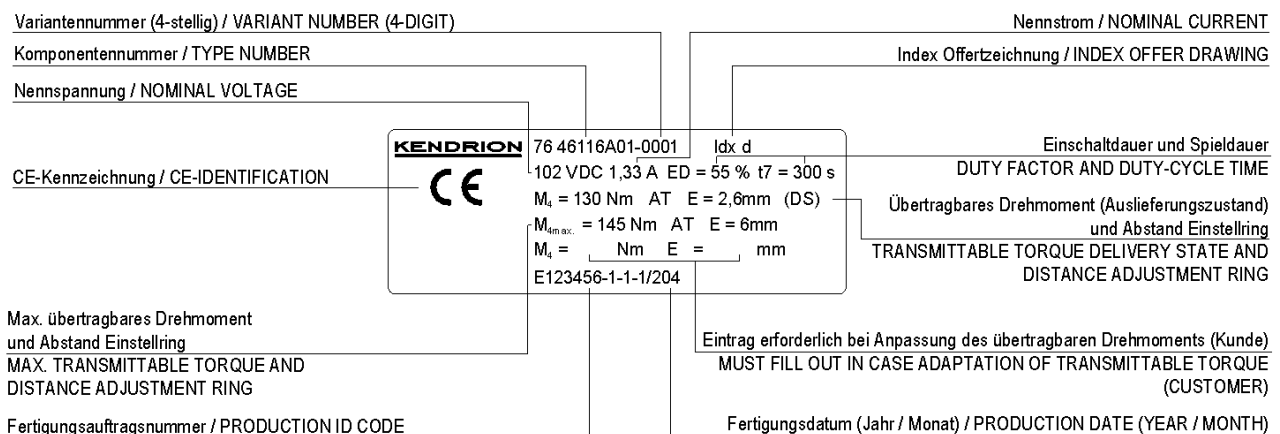 Variantennummer (4-stellig) / VARIANT NUMBER (4-DIGIT)
Komponentennummer / TYPE NUMBER
Nennspannung / NOMINAL VOLTAGE
CE-Kennzeichnung / CE-IDENTIFICATION
Nennstrom / NOMINAL CURRENT
Index Offertzeichnung / INDEX OFFER DRAWING
KENDRION
CE
76 46116A01-0001 Idx d
102 VDC 1,33 A ED = 55 % t7 = 300 s
M₄ = 130 Nm AT E = 2,6mm (DS)
M₄ₘₐₓ. = 145 Nm AT E = 6mm
M₄ = Nm E = mm
E123456-1-1-1/204
Einschaltdauer und Spieldauer
DUTY FACTOR AND DUTY-CYCLE TIME
Übertragbares Drehmoment (Auslieferungszustand)
und Abstand Einstellring
TRANSMITTABLE TORQUE DELIVERY STATE AND
DISTANCE ADJUSTMENT RING
Max. übertragbares Drehmoment
und Abstand Einstellring
MAX. TRANSMITTABLE TORQUE AND
DISTANCE ADJUSTMENT RING
Eintrag erforderlich bei Anpassung des übertragbaren Drehmoments (Kunde)
MUST FILL OUT IN CASE ADAPTATION OF TRANSMITTABLE TORQUE
(CUSTOMER)
Fertigungsauftragsnummer / PRODUCTION ID CODE
Fertigungsdatum (Jahr / Monat) / PRODUCTION DATE (YEAR / MONTH)